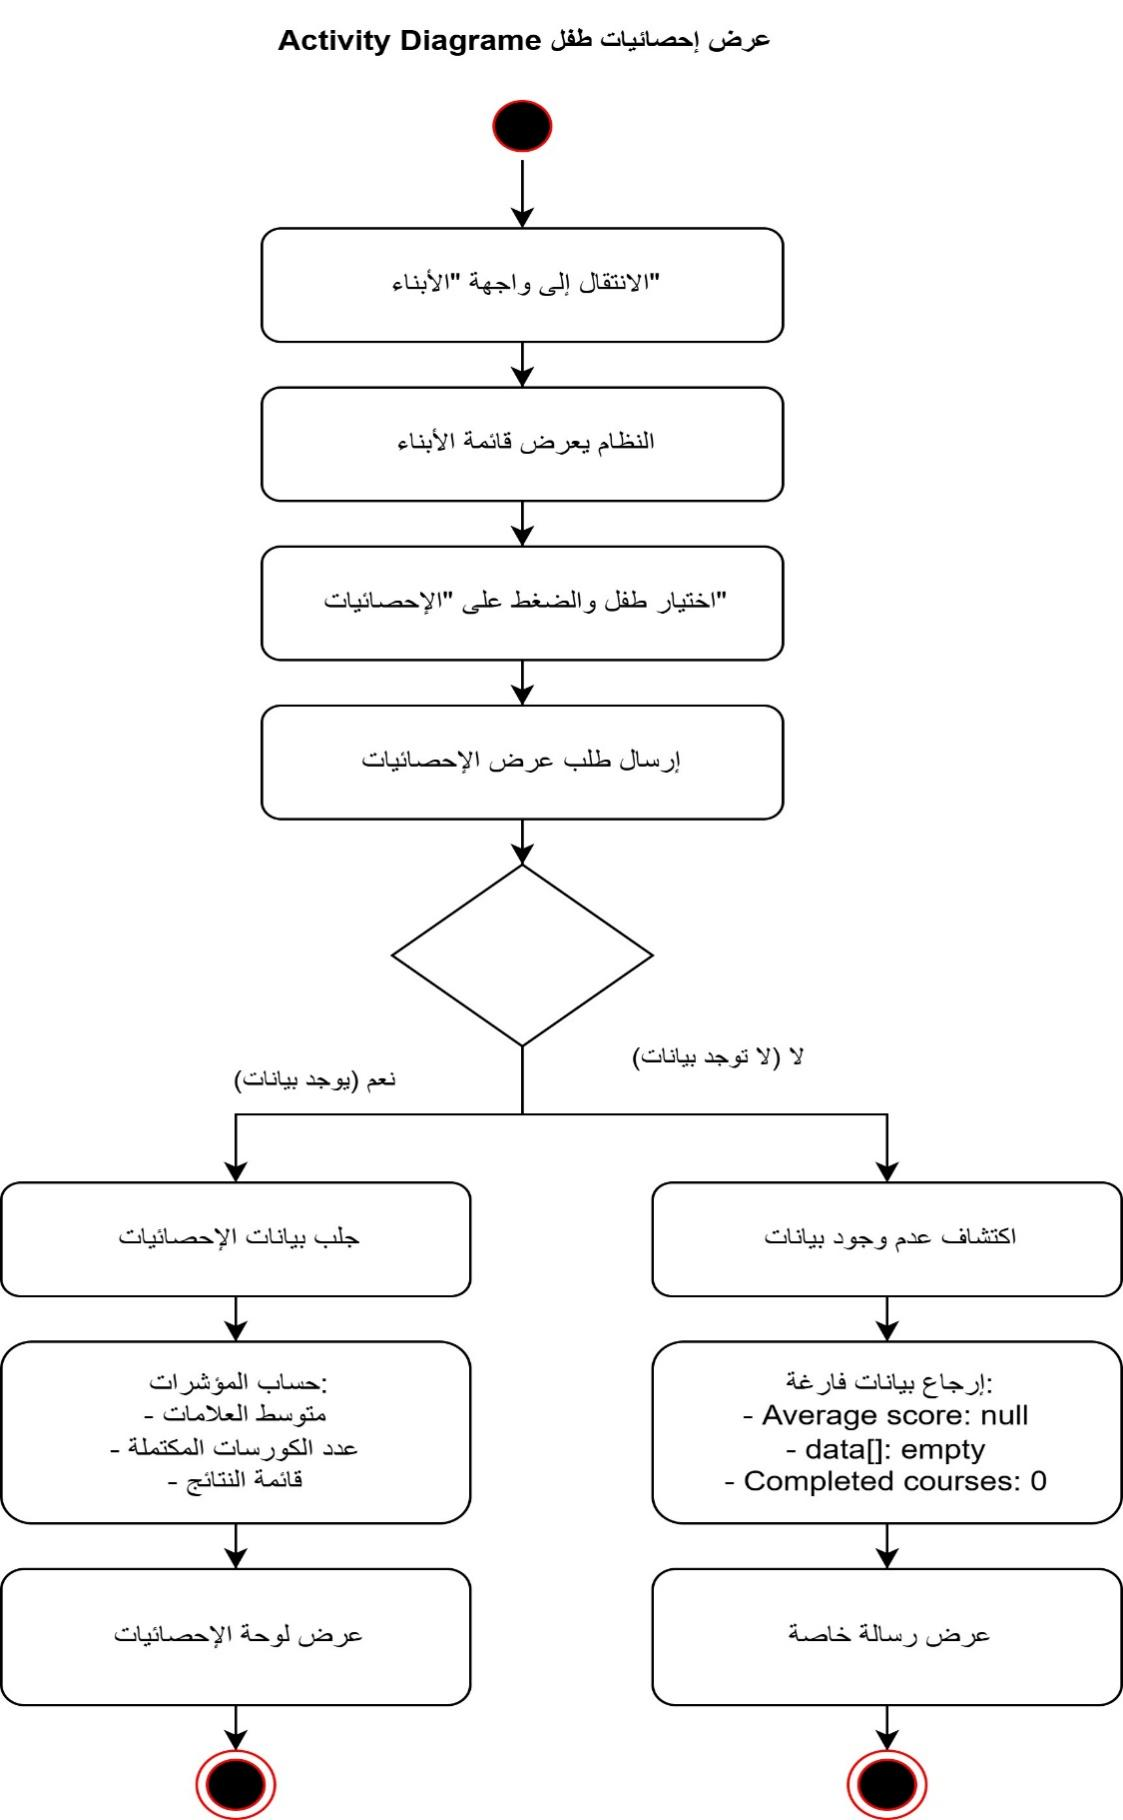 عرض إحصائيات طفل Activity Diagrame
الانتقال إلى واجهة "الأبناء"
النظام يعرض قائمة الأبناء
اختيار طفل والضغط على "الإحصائيات"
إرسال طلب عرض الإحصائيات
لا (لا توجد بيانات)
نعم (يوجد بيانات)
جلب بيانات الإحصائيات
حساب المؤشرات:
- متوسط العلامات
- عدد الكورسات المكتملة
- قائمة النتائج
عرض لوحة الإحصائيات
اكتشاف عدم وجود بيانات
إرجاع بيانات فارغة:
- Average score: null
- data[]: empty
- Completed courses: 0
عرض رسالة خاصة